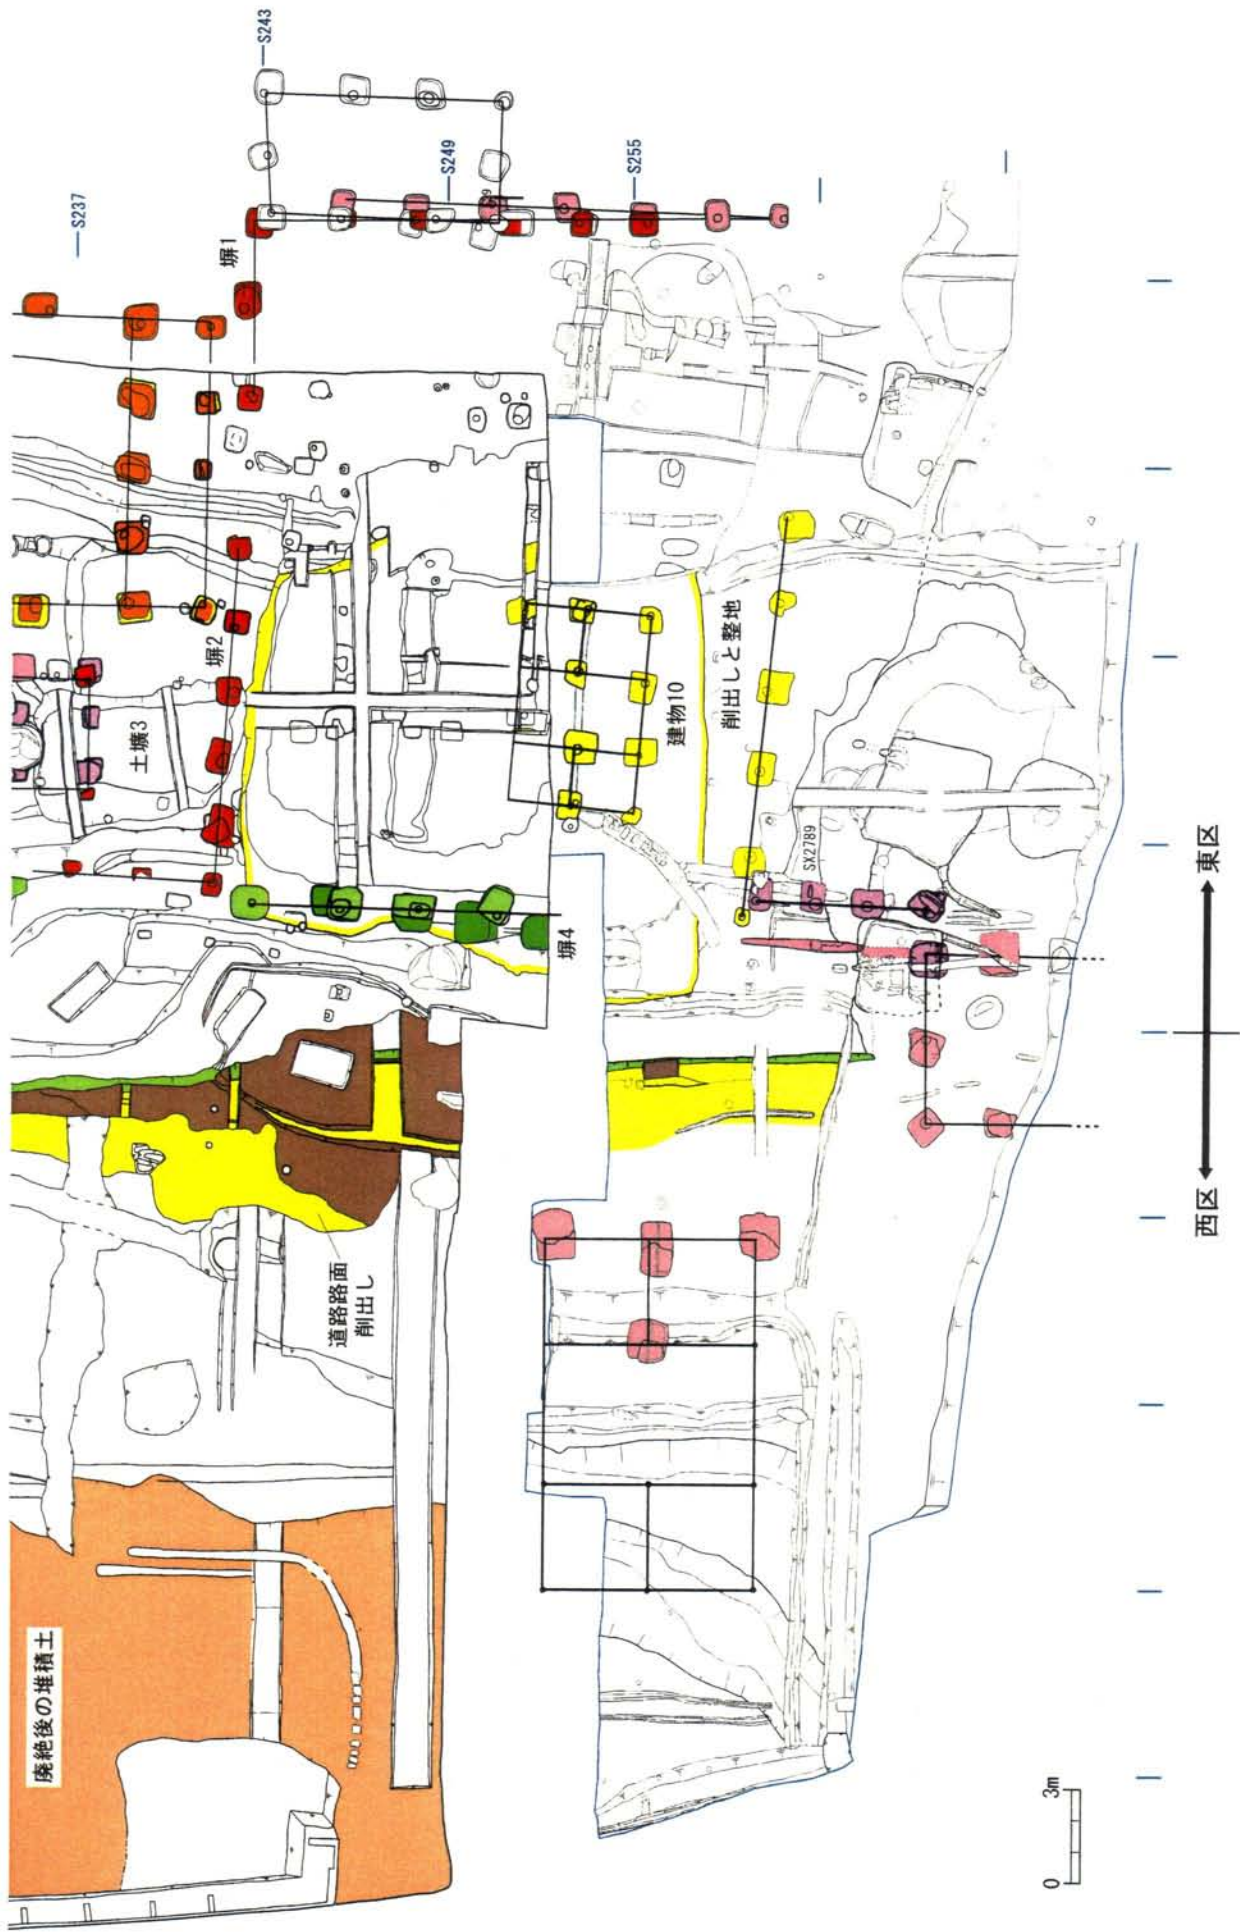 S237
S243
S249
S255
塀1
塀2
土壙3
建物10
削出しと整地
SX2789
塀4
道路路面
削出し
廃絶後の堆積土
西区
東区
0
3m